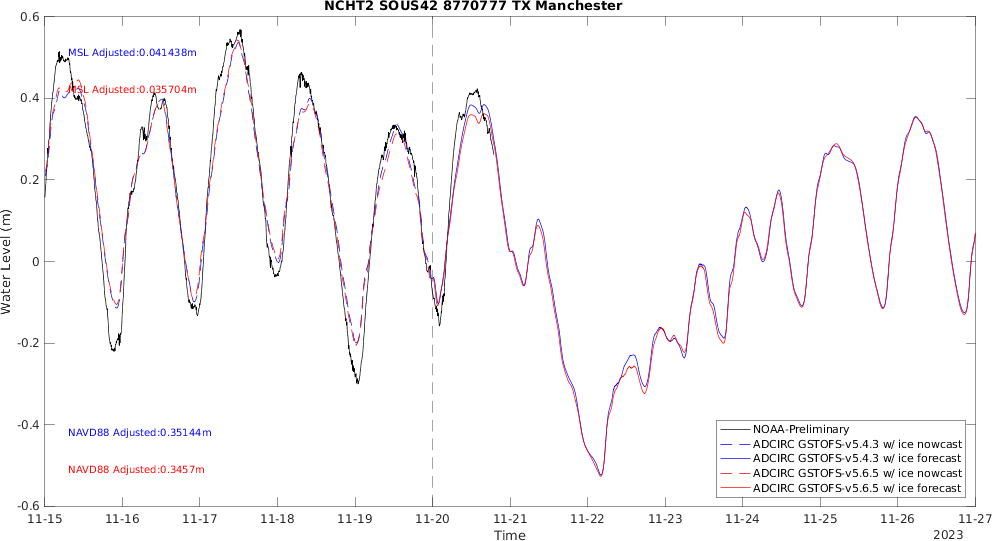 NCHT2 SOUS42 8770777 TX Manchester
0.6
MSL Adjusted:0.041438m
MSL Adjusted:0.035704m
0.4
0.2
0
-0.2
-0.4
-0.6
Water Level (m)
NAVD88 Adjusted:0.35144m
NAVD88 Adjusted:0.3457m
NOAA-Preliminary
ADCIRC GSTOFS-v5.4.3 w/ ice nowcast
ADCIRC GSTOFS-v5.4.3 w/ ice forecast
ADCIRC GSTOFS-v5.6.5 w/ ice nowcast
ADCIRC GSTOFS-v5.6.5 w/ ice forecast
11-15 11-16 11-17 11-18 11-19 11-20 11-21 11-22 11-23 11-24 11-25 11-26 11-27
Time
2023